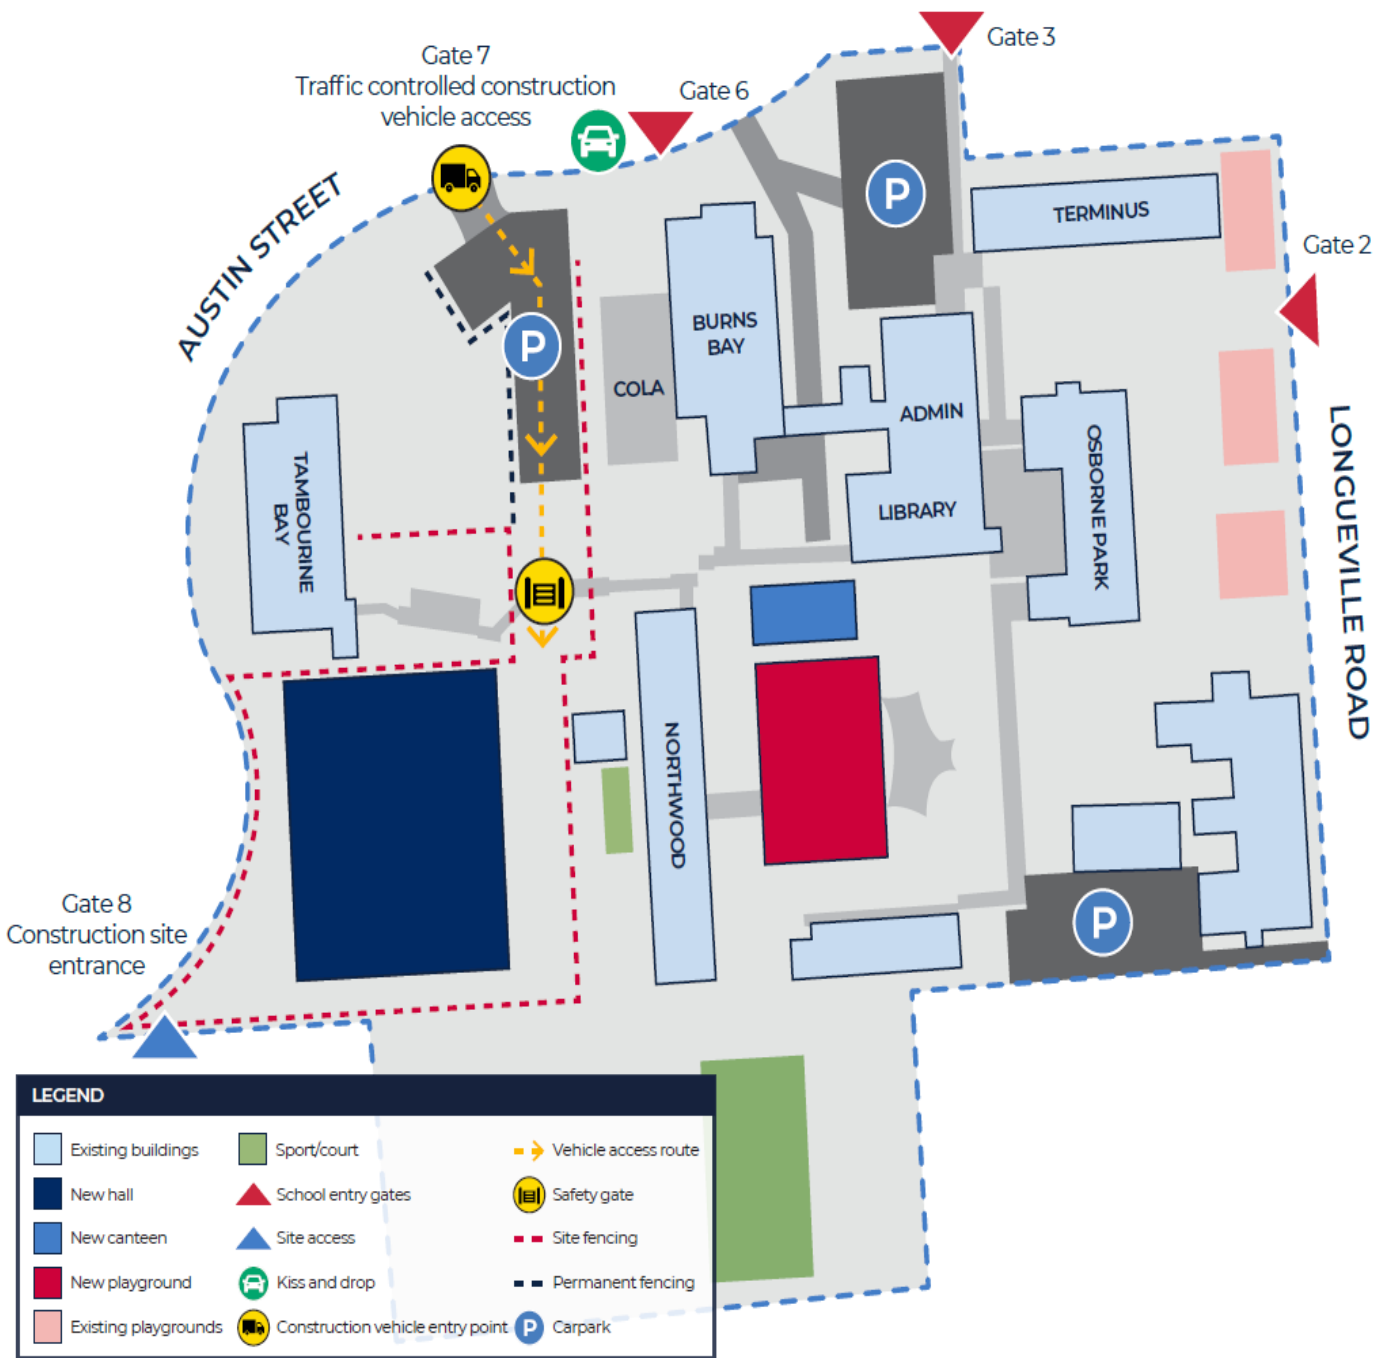 Gate 3
Gate 7
Traffic controlled construction
vehicle access
Gate 6
P
TERMINUS
Gate 2
AUSTIN STREET
P
BURNS
BAY
COLA
ADMIN
OSBORNE PARK
LONGUEVILLE ROAD
TAMBOURINE
BAY
LIBRARY
NORTHWOOD
Gate 8
Construction site
entrance
P
LEGEND
Existing buildings
Sport/court
Vehicle access route
New hall
School entry gates
Safety gate
New canteen
Site access
Site fencing
New playground
Kiss and drop
Permanent fencing
Existing playgrounds
Construction vehicle entry point
P
Carpark